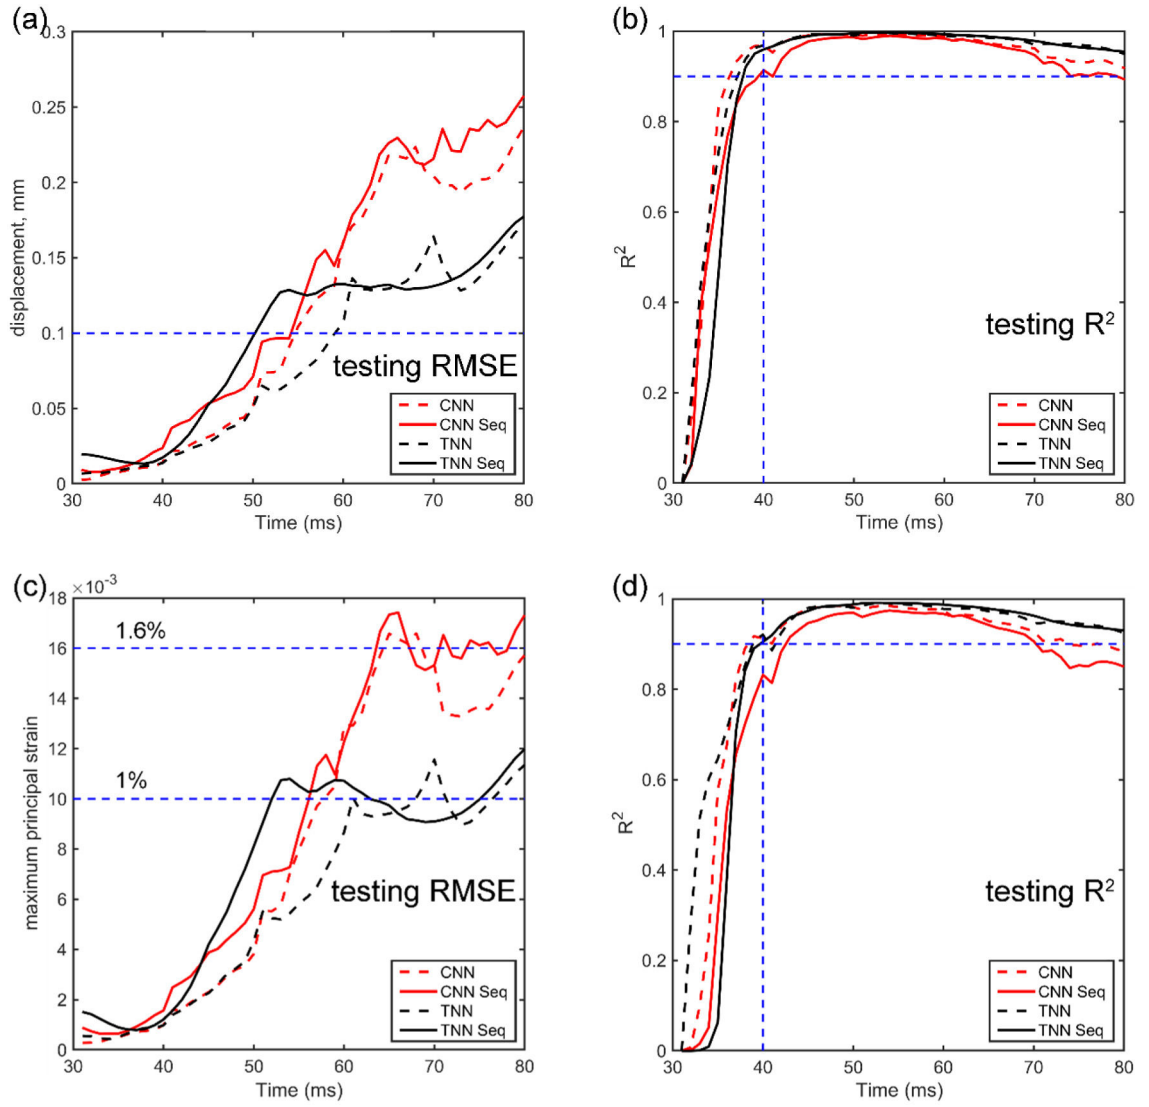 (a)
0.3
0.25
0.2
0.15
0.1
0.05
0
displacement, mm
testing RMSE
CNN
CNN Seq
TNN
TNN Seq
30 40 50 60 70 80
Time (ms)
(b)
1
0.8
0.6
0.4
0.2
0
R²
testing R²
CNN
CNN Seq
TNN
TNN Seq
30 40 50 60 70 80
Time (ms)
(c)
×10⁻³
18
16
14
12
10
8
6
4
2
0
maximum principal strain
1.6%
1%
testing RMSE
CNN
CNN Seq
TNN
TNN Seq
30 40 50 60 70 80
Time (ms)
(d)
1
0.8
0.6
0.4
0.2
0
R²
testing R²
CNN
CNN Seq
TNN
TNN Seq
30 40 50 60 70 80
Time (ms)